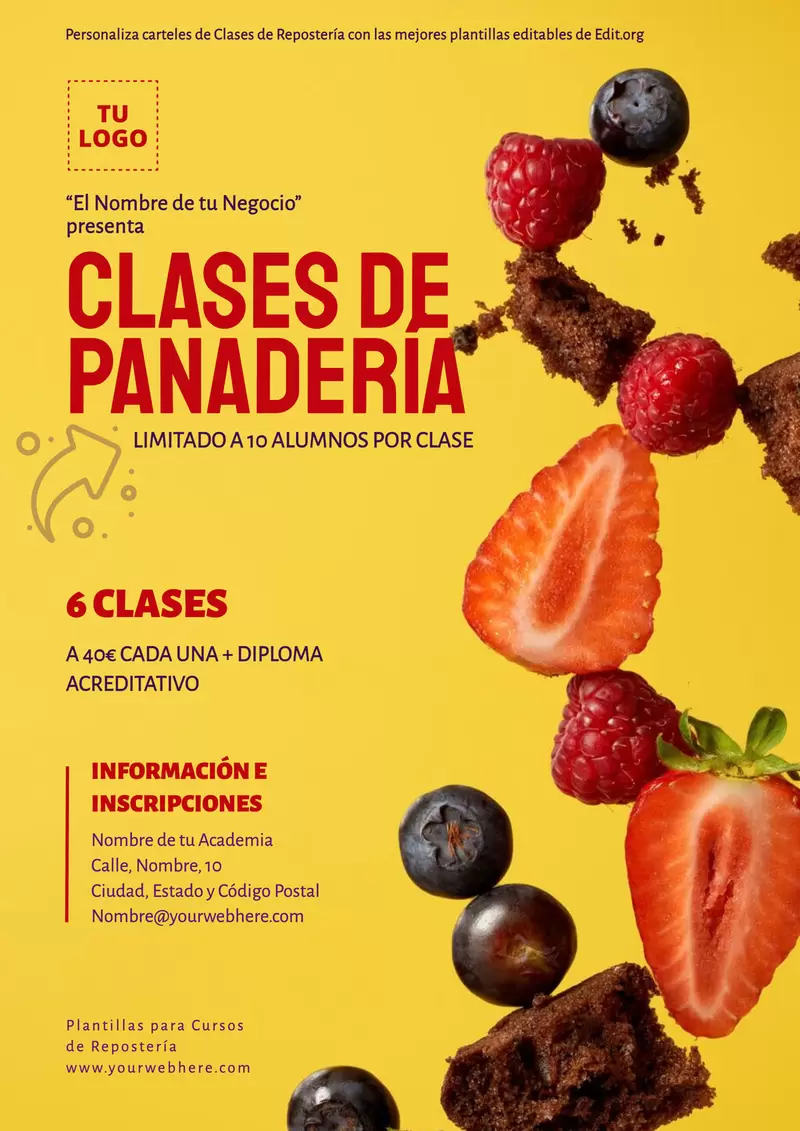 Personaliza carteles de Clases de Repostería con las mejores plantillas editables de Edit.org
TU
LOGO
“El Nombre de tu Negocio”
presenta
CLASES DE
PANADERÍA
LIMITADO A 10 ALUMNOS POR CLASE
6 CLASES
A 40€ CADA UNA + DIPLOMA
ACREDITATIVO
INFORMACIÓN E
INSCRIPCIONES
Nombre de tu Academia
Calle, Nombre, 10
Ciudad, Estado y Código Postal
Nombre@yourwebhere.com
Plantillas para Cursos
de Repostería
www.yourwebhere.com